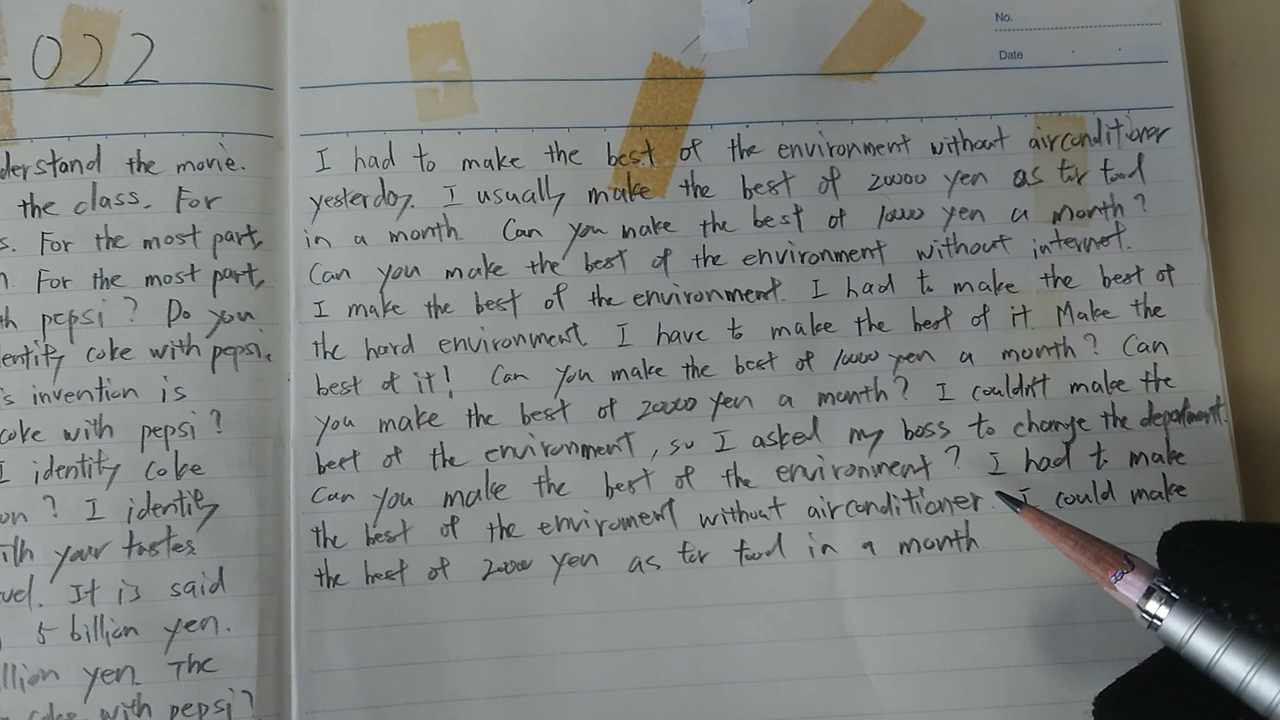 022
derstand the movie.
the class. For
s. For the most part,
n. For the most part,
th pepsi? Do you
dentify coke with pepsi.
s invention is
coke with pepsi?
I identify coke
on? I identify
ith your tastes
vel. It is said
5 billion yen.
llion yen. The
coke with pepsi?
No.
Date
I had to make the best of the environment without airconditioner
yesterday. I usually make the best of 20000 yen as for food
in a month. Can you make the best of 10000 yen a month?
Can you make the best of the environment without internet.
I make the best of the environment. I had to make the best of
the hard environment I have to make the best of it. Make the
best of it! Can you make the best of 10000 yen a month? Can
you make the best of 20000 yen a month? I couldn't make the
best of the environment, so I asked my boss to change the department.
Can you make the best of the environment? I had to make
the best of the enviroment without airconditioner. I could make
the best of 20000 yen as for food in a month